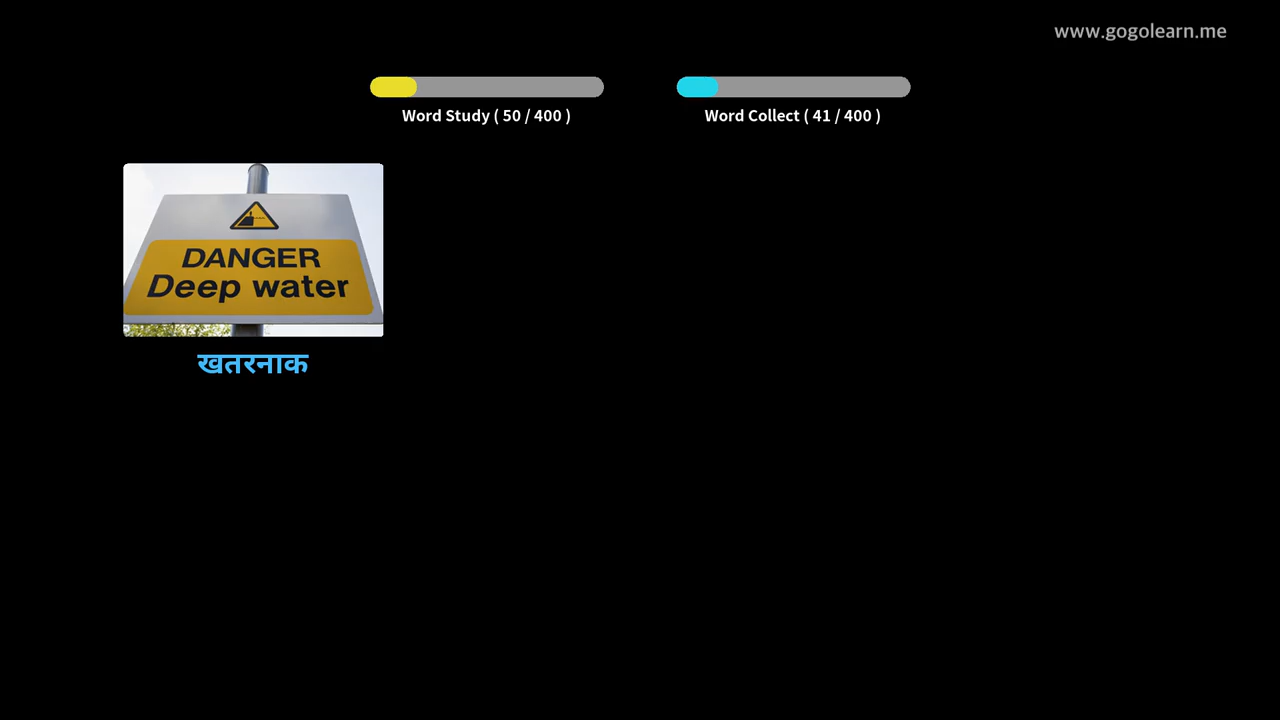 www.gogolearn.me
Word Study ( 50 / 400 )
Word Collect ( 41 / 400 )
DANGER
Deep water
खतरनाक